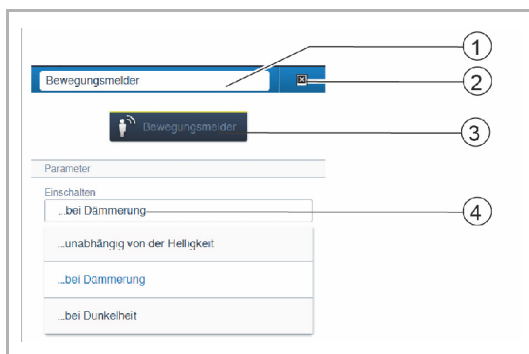 1
Bewegungsmelder
2
Bewegungsmelder
3
Parameter
Einschalten
...bei Dämmerung
4
...unabhängig von der Helligkeit
...bei Dämmerung
...bei Dunkelheit